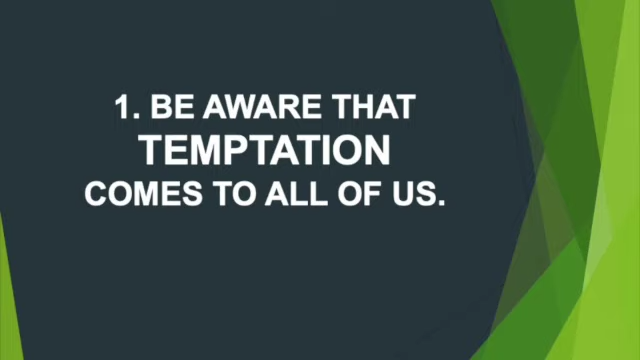 1. BE AWARE THAT
TEMPTATION
COMES TO ALL OF US.